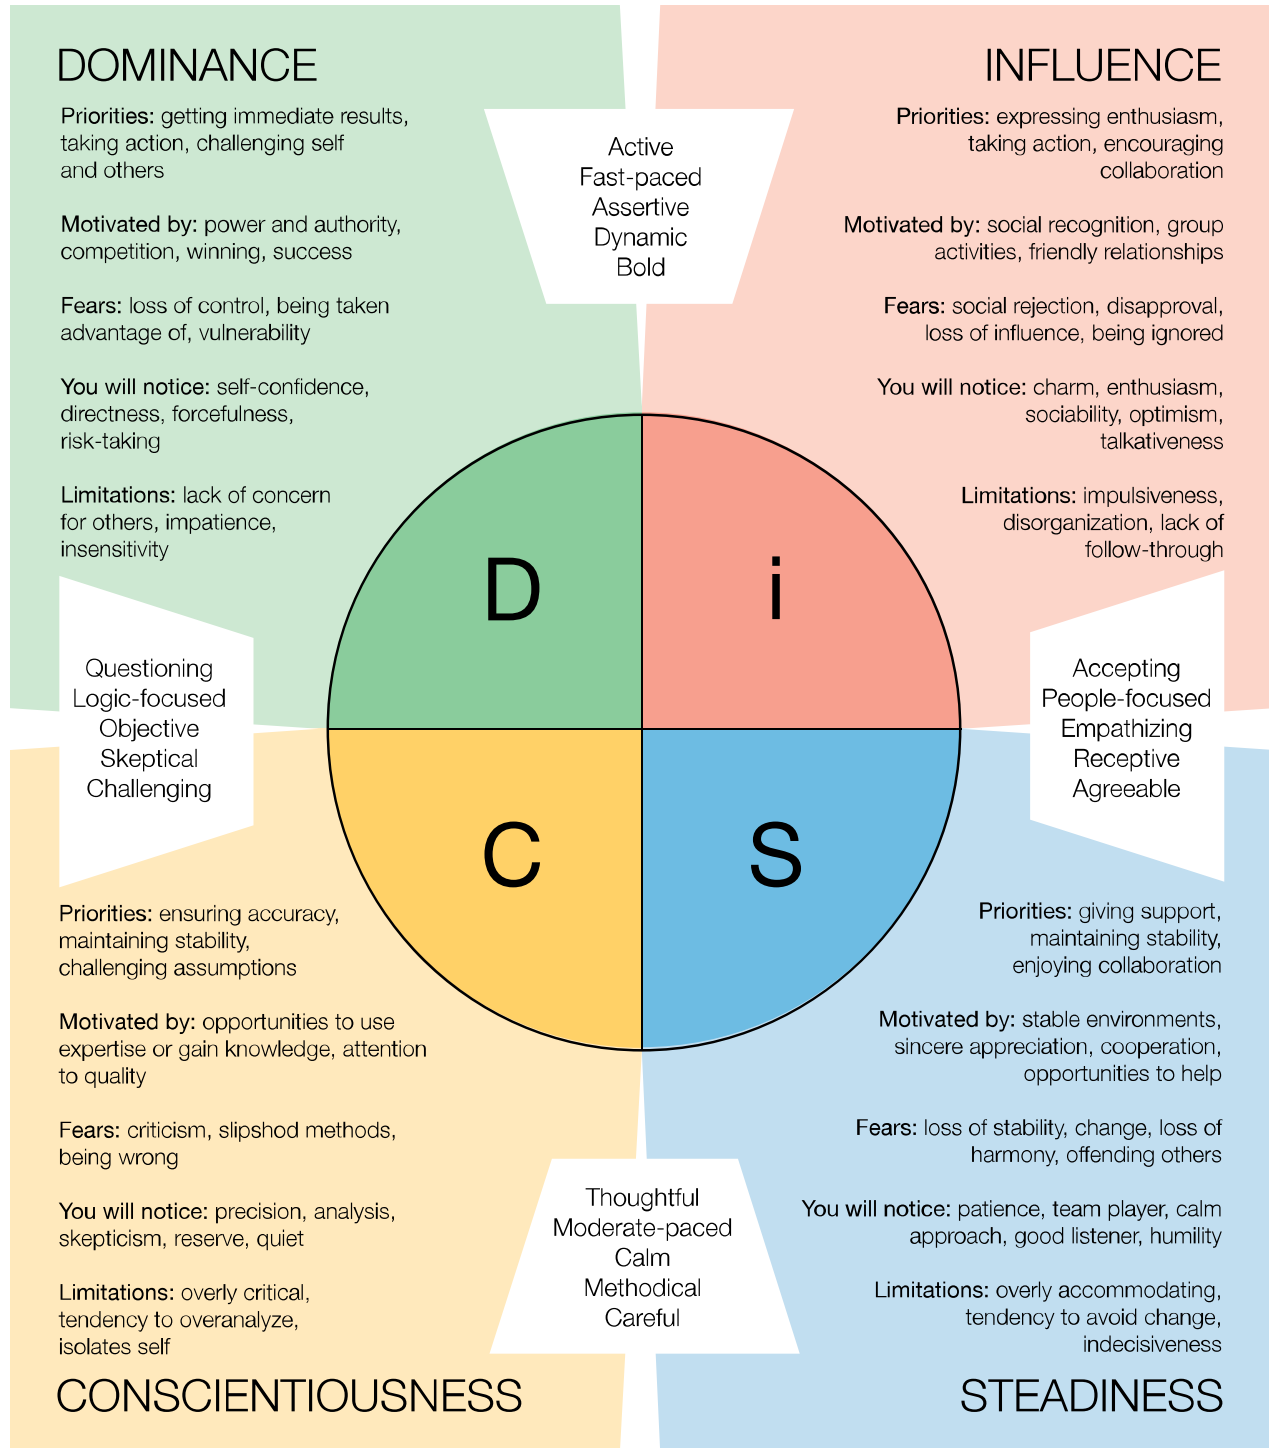 DOMINANCE
Priorities: getting immediate results,
taking action, challenging self
and others
Motivated by: power and authority,
competition, winning, success
Fears: loss of control, being taken
advantage of, vulnerability
You will notice: self-confidence,
directness, forcefulness,
risk-taking
Limitations: lack of concern
for others, impatience,
insensitivity
Active
Fast-paced
Assertive
Dynamic
Bold
INFLUENCE
Priorities: expressing enthusiasm,
taking action, encouraging
collaboration
Motivated by: social recognition, group
activities, friendly relationships
Fears: social rejection, disapproval,
loss of influence, being ignored
You will notice: charm, enthusiasm,
sociability, optimism,
talkativeness
Limitations: impulsiveness,
disorganization, lack of
follow-through
D
i
Questioning
Logic-focused
Objective
Skeptical
Challenging
Accepting
People-focused
Empathizing
Receptive
Agreeable
C
S
Priorities: ensuring accuracy,
maintaining stability,
challenging assumptions
Motivated by: opportunities to use
expertise or gain knowledge, attention
to quality
Fears: criticism, slipshod methods,
being wrong
You will notice: precision, analysis,
skepticism, reserve, quiet
Limitations: overly critical,
tendency to overanalyze,
isolates self
CONSCIENTIOUSNESS
Thoughtful
Moderate-paced
Calm
Methodical
Careful
Priorities: giving support,
maintaining stability,
enjoying collaboration
Motivated by: stable environments,
sincere appreciation, cooperation,
opportunities to help
Fears: loss of stability, change, loss of
harmony, offending others
You will notice: patience, team player, calm
approach, good listener, humility
Limitations: overly accommodating,
tendency to avoid change,
indecisiveness
STEADINESS